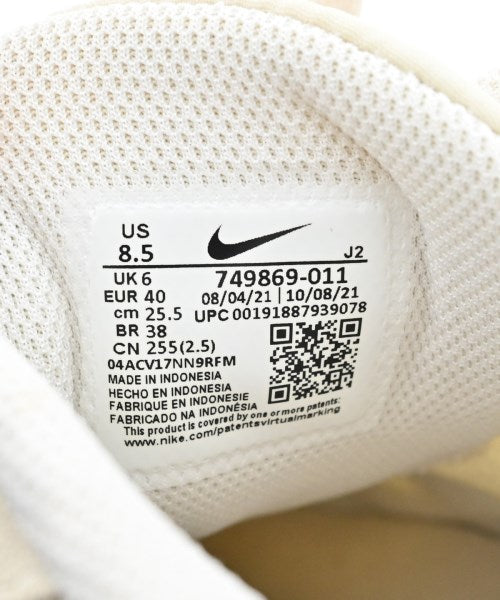 US
8.5
J2
UK 6
749869-011
EUR 40
08/04/21 | 10/08/21
cm 25.5
UPC 00191887939078
BR 38
CN 255(2.5)
04ACV17NN9RFM
MADE IN INDONESIA
HECHO EN INDONESIA
FABRIQUE EN INDONESIE
FABRICADO NA INDONÉSIA
This product is covered by one or more patents:
www.nike.com/patentsvirtualmarking